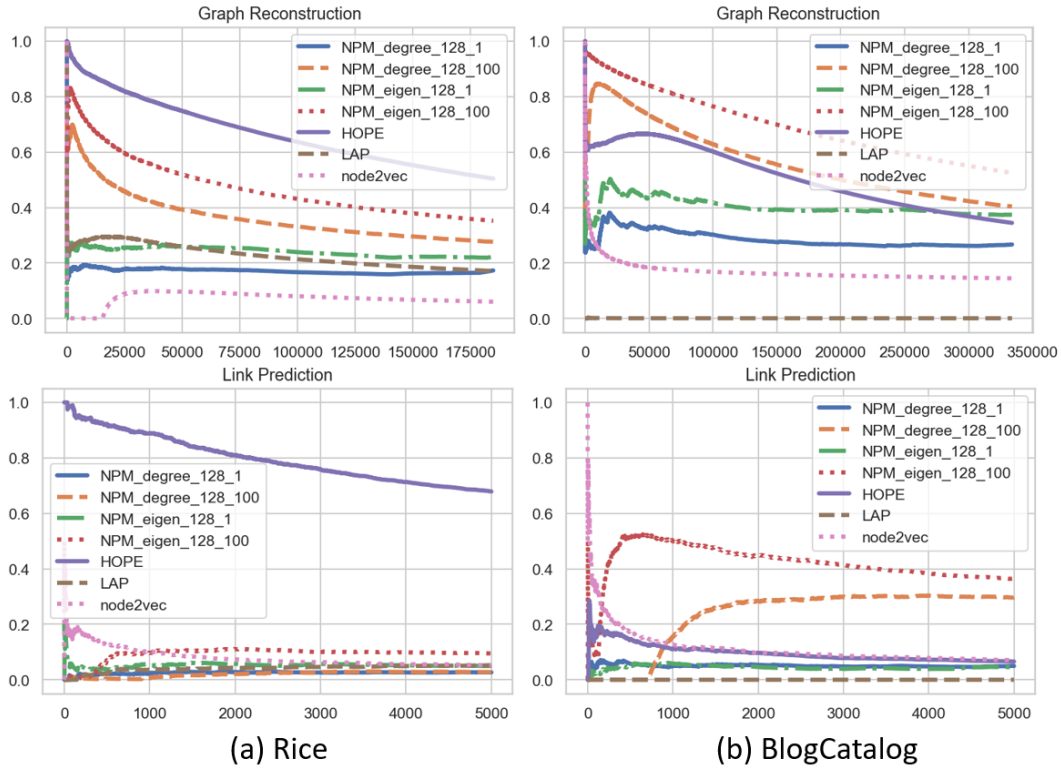 Graph Reconstruction
1.0
0.8
0.6
0.4
0.2
0.0
NPM_degree_128_1
NPM_degree_128_100
NPM_eigen_128_1
NPM_eigen_128_100
HOPE
LAP
node2vec
0 25000 50000 75000 100000 125000 150000 175000
Graph Reconstruction
1.0
0.8
0.6
0.4
0.2
0.0
NPM_degree_128_1
NPM_degree_128_100
NPM_eigen_128_1
NPM_eigen_128_100
HOPE
LAP
node2vec
0 50000 100000 150000 200000 250000 300000 350000
Link Prediction
1.0
0.8
0.6
0.4
0.2
0.0
NPM_degree_128_1
NPM_degree_128_100
NPM_eigen_128_1
NPM_eigen_128_100
HOPE
LAP
node2vec
0 1000 2000 3000 4000 5000
Link Prediction
1.0
0.8
0.6
0.4
0.2
0.0
NPM_degree_128_1
NPM_degree_128_100
NPM_eigen_128_1
NPM_eigen_128_100
HOPE
LAP
node2vec
0 1000 2000 3000 4000 5000
(a) Rice
(b) BlogCatalog